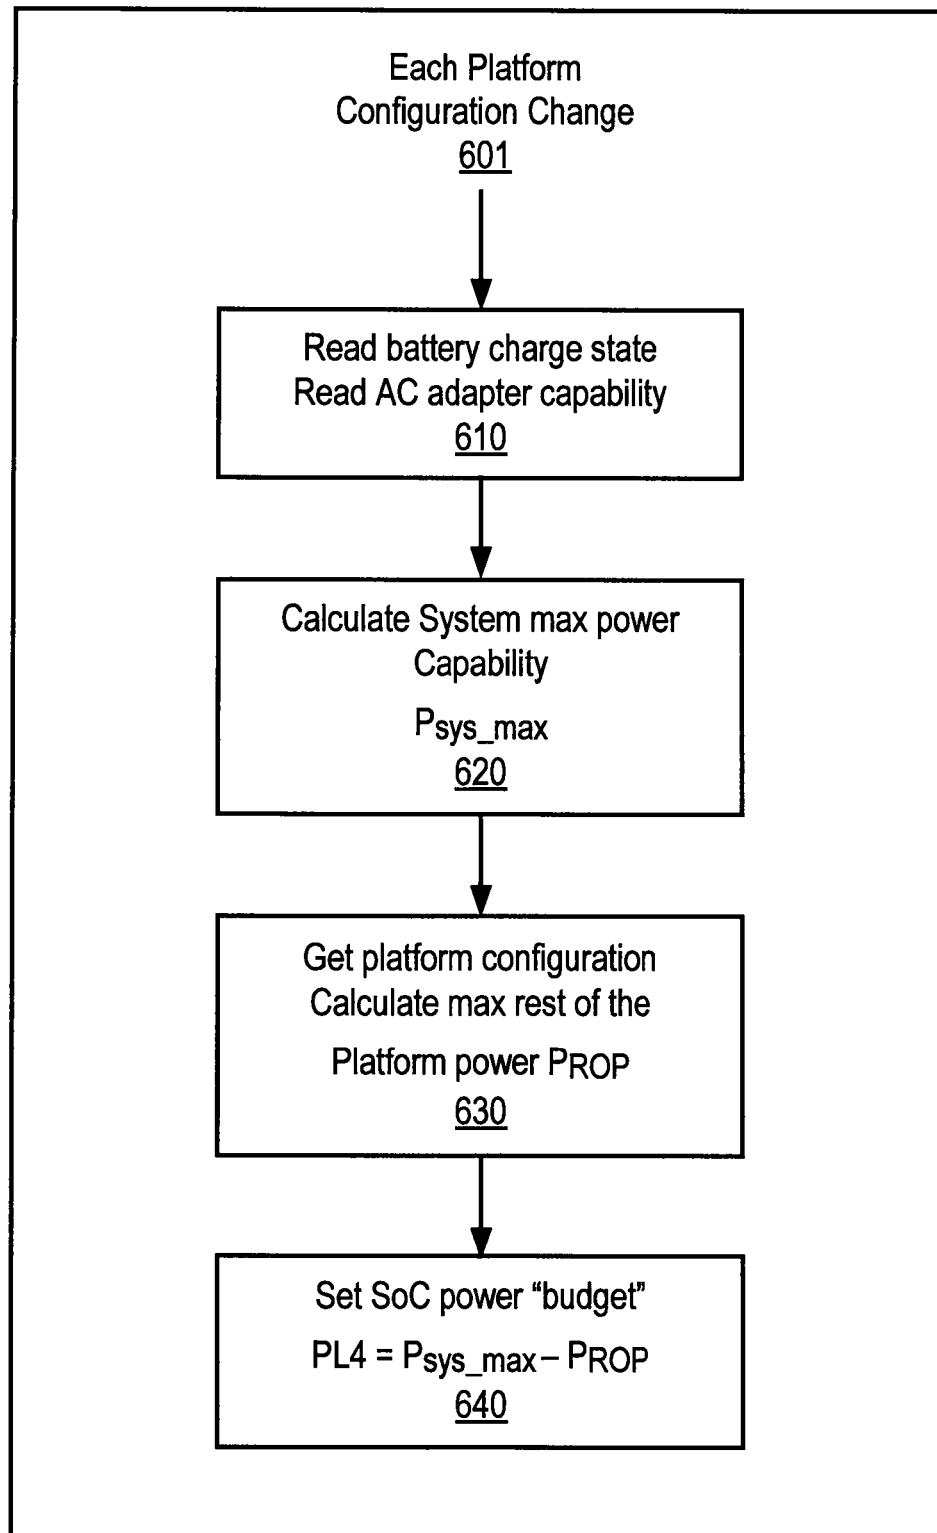 Each Platform
Configuration Change
601
Read battery charge state
Read AC adapter capability
610
Calculate System max power
Capability
Psys_max
620
Get platform configuration
Calculate max rest of the
Platform power PROP
630
Set SoC power “budget”
PL4 = Psys_max – PROP
640